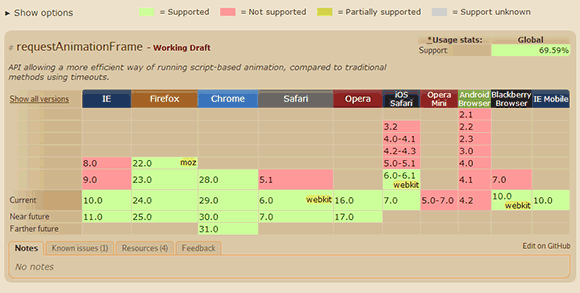 ▶ Show options
= Supported = Not supported = Partially supported = Support unknown
# requestAnimationFrame - Working Draft
*Usage stats: Global
Support: 69.59%
API allowing a more efficient way of running script-based animation, compared to traditional
methods using timeouts.
Show all versions IE Firefox Chrome Safari Opera iOS Safari Opera Mini Android Browser Blackberry Browser IE Mobile
2.1
3.2 2.2
4.0-4.1 2.3
4.2-4.3 3.0
8.0 22.0 moz 5.0-5.1 4.0
9.0 23.0 28.0 5.1 6.0-6.1 webkit 4.1 7.0
Current 10.0 24.0 29.0 6.0 webkit 16.0 7.0 5.0-7.0 4.2 10.0 webkit 10.0
Near future 11.0 25.0 30.0 7.0 17.0
Farther future 31.0
Notes Known issues (1) Resources (4) Feedback Edit on GitHub
No notes